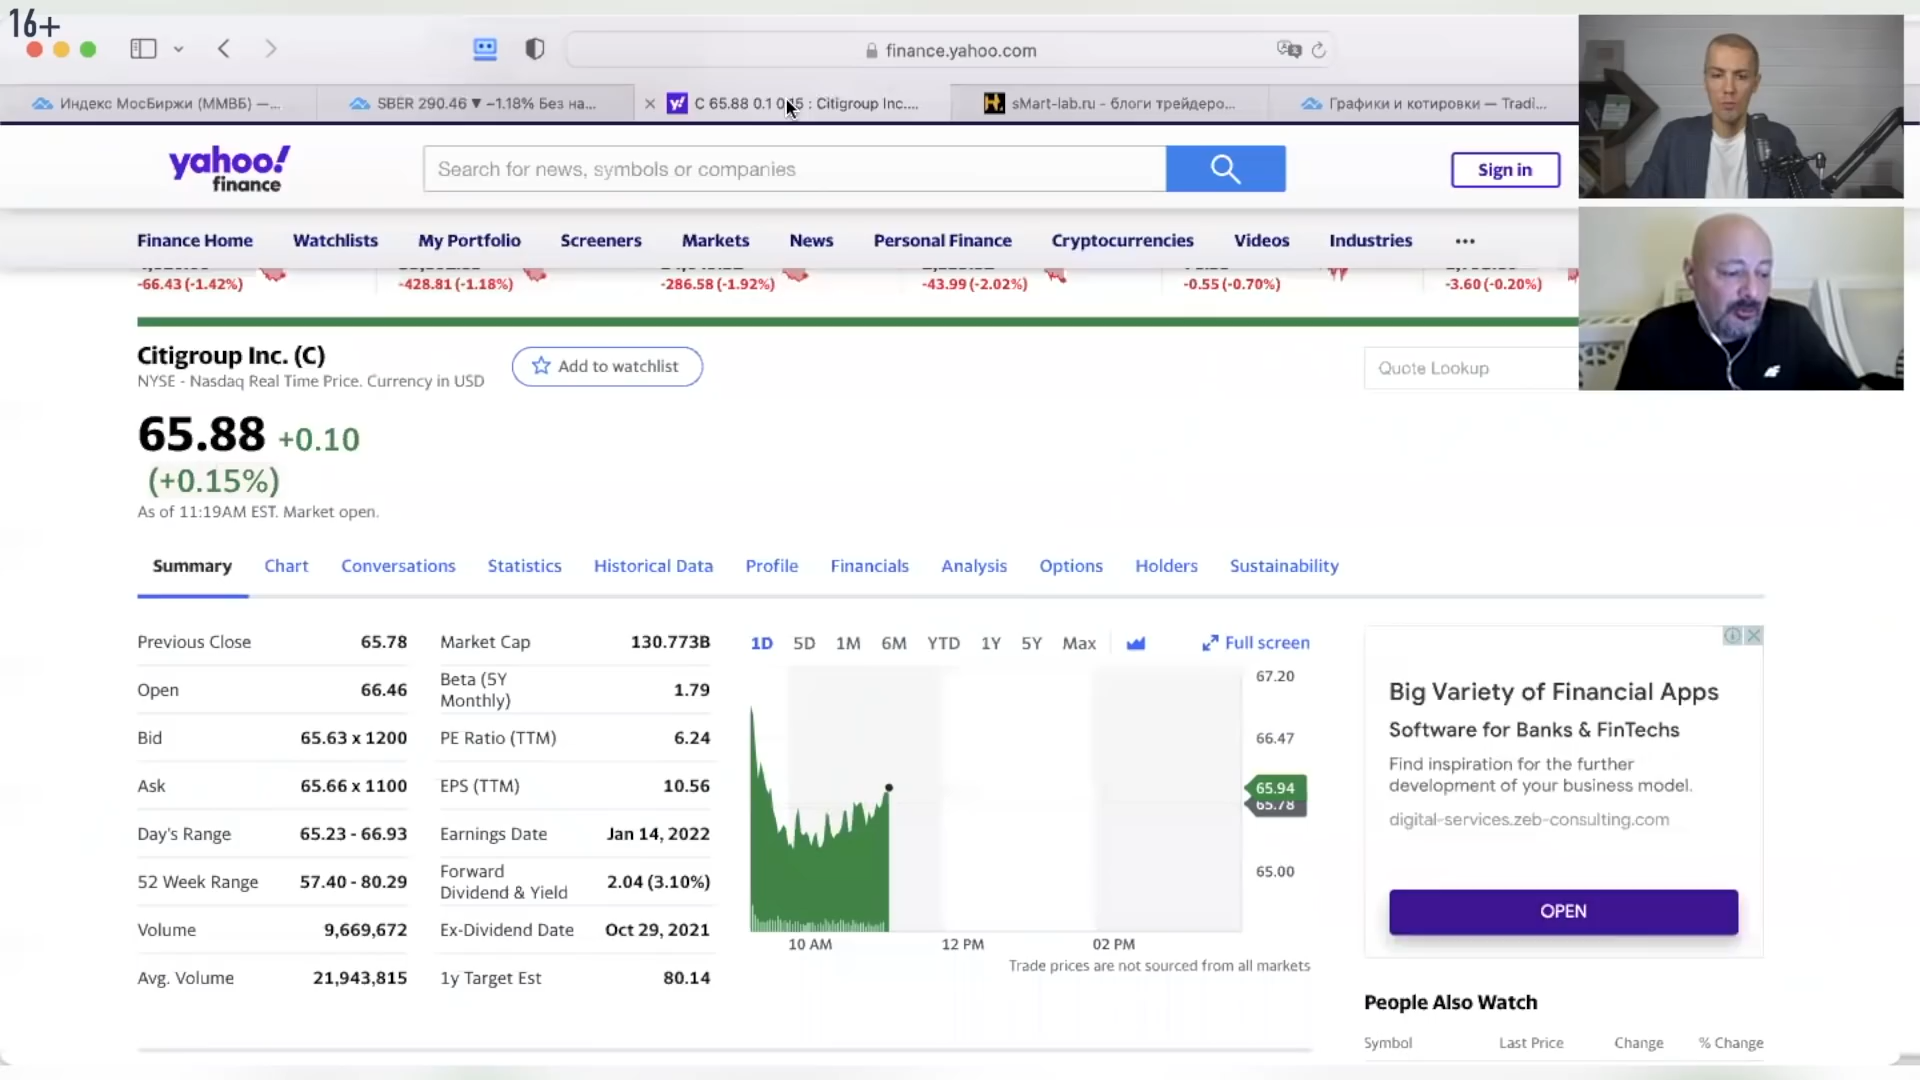 16+
finance.yahoo.com
Индекс МосБиржи (ММВБ) —...
SBER 290.46 ▼ −1.18% Без на...
C 65.88 0.1 : Citigroup Inc....
sMart-lab.ru - блоги трейдеро...
Графики и котировки — Tradi...
yahoo!
finance
Search for news, symbols or companies
Sign in
Finance Home
Watchlists
My Portfolio
Screeners
Markets
News
Personal Finance
Cryptocurrencies
Videos
Industries
-66.43 (-1.42%)
-428.81 (-1.18%)
-286.58 (-1.92%)
-43.99 (-2.02%)
-0.55 (-0.70%)
-3.60 (-0.20%)
Citigroup Inc. (C)
NYSE - Nasdaq Real Time Price. Currency in USD
Add to watchlist
Quote Lookup
65.88 +0.10
(+0.15%)
As of 11:19AM EST. Market open.
Summary
Chart
Conversations
Statistics
Historical Data
Profile
Financials
Analysis
Options
Holders
Sustainability
Previous Close 65.78
Open 66.46
Bid 65.63 x 1200
Ask 65.66 x 1100
Day's Range 65.23 - 66.93
52 Week Range 57.40 - 80.29
Volume 9,669,672
Avg. Volume 21,943,815
Market Cap 130.773B
Beta (5Y
Monthly) 1.79
PE Ratio (TTM) 6.24
EPS (TTM) 10.56
Earnings Date Jan 14, 2022
Forward
Dividend & Yield 2.04 (3.10%)
Ex-Dividend Date Oct 29, 2021
1y Target Est 80.14
1D 5D 1M 6M YTD 1Y 5Y Max
Full screen
67.20
66.47
65.94
65.78
65.00
10 AM
12 PM
02 PM
Trade prices are not sourced from all markets
Big Variety of Financial Apps
Software for Banks & FinTechs
Find inspiration for the further
development of your business model.
digital-services.zeb-consulting.com
OPEN
People Also Watch
Symbol
Last Price
Change
% Change